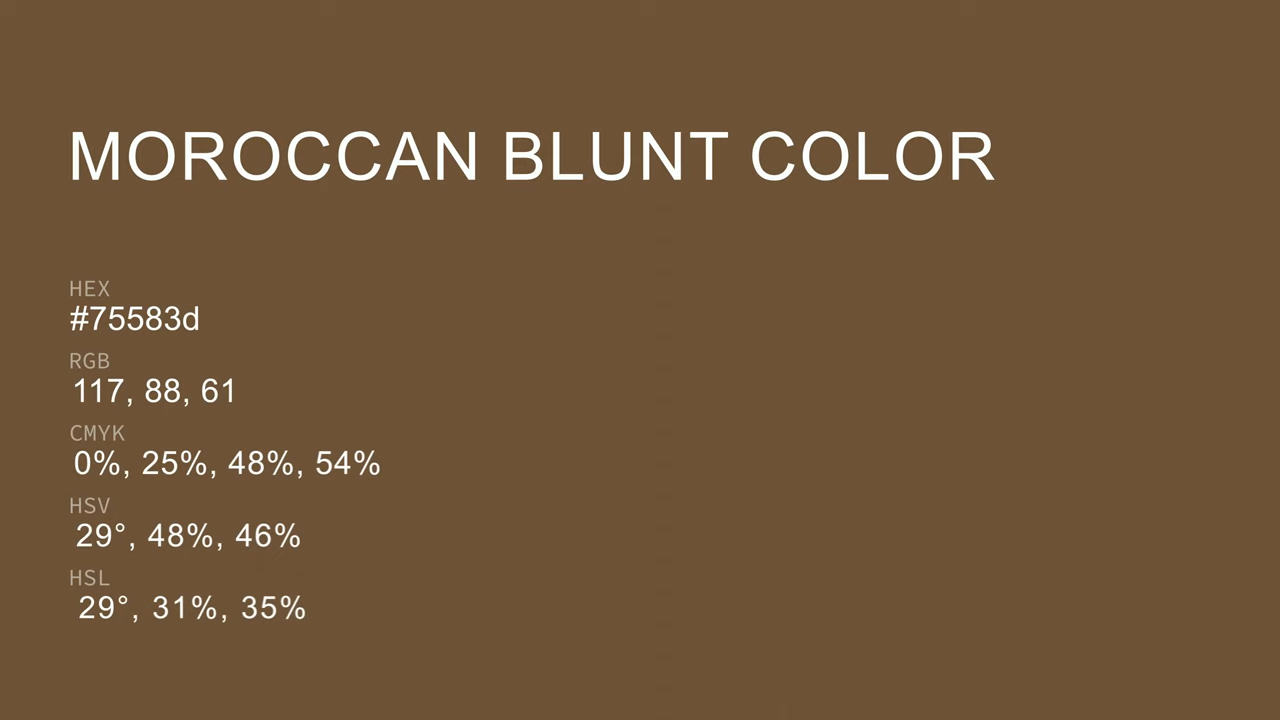 MOROCCAN BLUNT COLOR
HEX
#75583d
RGB
117, 88, 61
CMYK
0%, 25%, 48%, 54%
HSV
29°, 48%, 46%
HSL
29°, 31%, 35%